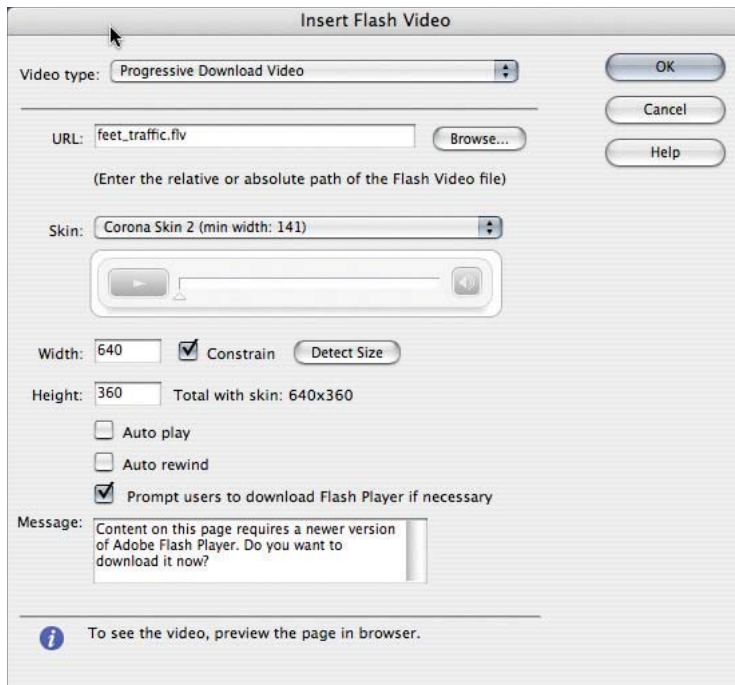 Insert Flash Video
Video type: Progressive Download Video
OK
Cancel
Help
URL: feet_traffic.flv Browse...
(Enter the relative or absolute path of the Flash Video file)
Skin: Corona Skin 2 (min width: 141)
Width: 640 Constrain Detect Size
Height: 360 Total with skin: 640x360
Auto play
Auto rewind
Prompt users to download Flash Player if necessary
Message: Content on this page requires a newer version
of Adobe Flash Player. Do you want to
download it now?
To see the video, preview the page in browser.